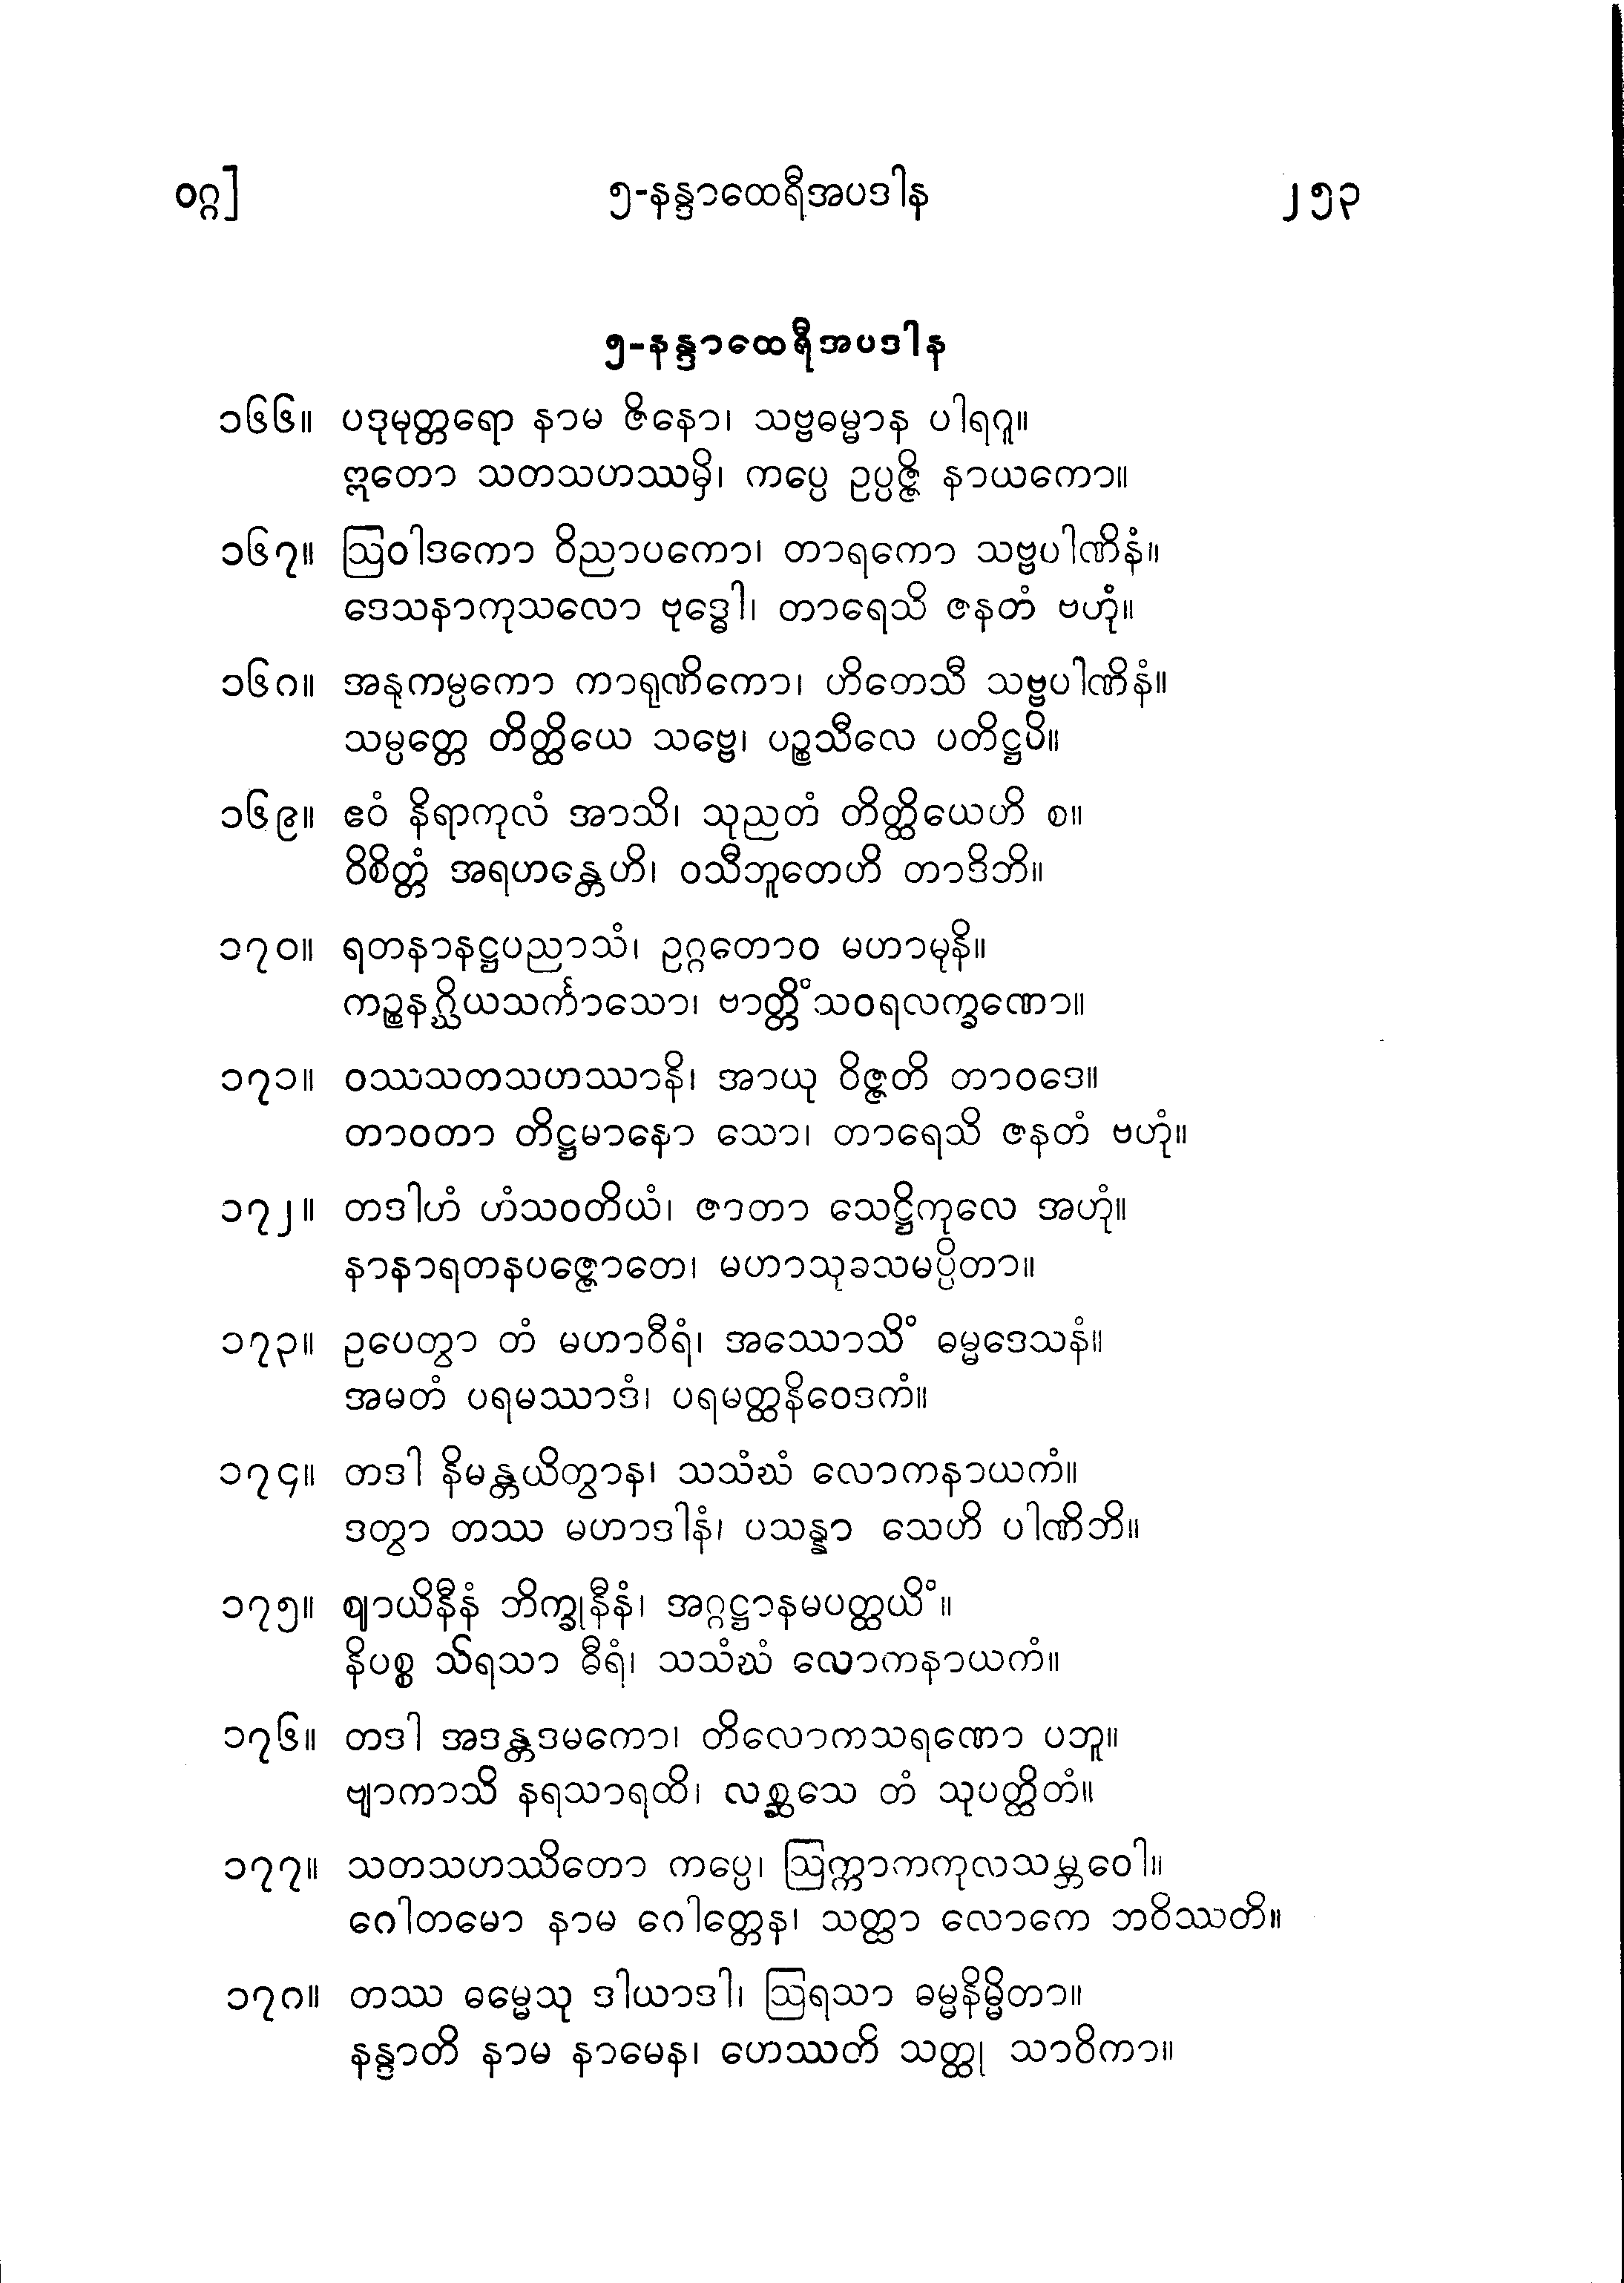 ဝဂ္ဂ] ၅-နန္ဒာထေရီအပဒါန ၂၅၃
၅-နန္ဒာထေရီအပဒါန
၁၆၆။ ပဒုမုတ္တရော နာမ ဇိနော၊ သဗ္ဗဓမ္မာန ပါရဂူ။
ဣတော သတသဟဿမှိ၊ ကပ္ပေ ဥပ္ပဇ္ဇိ နာယကော။
၁၆၇။ ဩဝါဒကော ဝိညာပကော၊ တာရကော သဗ္ဗပါဏိနံ။
ဒေသနာကုသလော ဗုဒ္ဓေါ၊ တာရေသိ ဇနတံ ဗဟုံ။
၁၆၈။ အနုကမ္ပကော ကာရုဏိကော၊ ဟိတေသီ သဗ္ဗပါဏိနံ။
သမ္ပတ္တေ တိတ္ထိယေ သဗ္ဗေ၊ ပဉ္စသီလေ ပတိဋ္ဌပိ။
၁၆၉။ ဧဝံ နိရာကုလံ အာသိ၊ သုညတံ တိတ္ထိယေဟိ စ။
ဝိစိတ္တံ အရဟန္တေဟိ၊ ဝသီဘူတေဟိ တာဒိဘိ။
၁၇၀။ ရတနာနဋ္ဌပညာသံ၊ ဥဂ္ဂတောဝ မဟာမုနိ။
ကဉ္စနဂ္ဃိယသင်္ကာသော၊ ဗာတ္တိံသဝရလက္ခဏော။
၁၇၁။ ဝဿသတသဟဿာနိ၊ အာယု ဝိဇ္ဇတိ တာဝဒေ။
တာဝတာ တိဋ္ဌမာနော သော၊ တာရေသိ ဇနတံ ဗဟုံ။
၁၇၂။ တဒါဟံ ဟံသဝတိယံ၊ ဇာတာ သေဋ္ဌိကုလေ အဟုံ။
နာနာရတနပဇ္ဇောတေ၊ မဟာသုခသမပ္ပိတာ။
၁၇၃။ ဥပေတွာ တံ မဟာဝီရံ၊ အဿောသိံ ဓမ္မဒေသနံ။
အမတံ ပရမဿာဒံ၊ ပရမတ္ထနိဝေဒကံ။
၁၇၄။ တဒါ နိမန္တယိတွာန၊ သသံဃံ လောကနာယကံ။
ဒတွာ တဿ မဟာဒါနံ၊ ပသန္နာ သေဟိ ပါဏိဘိ။
၁၇၅။ ဈာယိနီနံ ဘိက္ခုနီနံ၊ အဂ္ဂဋ္ဌာနမပတ္ထယိံ။
နိပစ္စ သိရသာ ဓီရံ၊ သသံဃံ လောကနာယကံ။
၁၇၆။ တဒါ အဒန္တဒမကော၊ တိလောကသရဏော ပဘူ။
ဗျာကာသိ နရသာရထိ၊ လစ္ဆသေ တံ သုပတ္ထိတံ။
၁၇၇။ သတသဟဿိတော ကပ္ပေ၊ ဩက္ကာကကုလသမ္ဘဝေါ။
ဂေါတမော နာမ ဂေါတ္တေန၊ သတ္ထာ လောကေ ဘဝိဿတိ။
၁၇၈။ တဿ ဓမ္မေသု ဒါယာဒါ၊ ဩရသာ ဓမ္မနိမ္မိတာ။
နန္ဒာတိ နာမ နာမေန၊ ဟေဿတိ သတ္ထု သာဝိကာ။